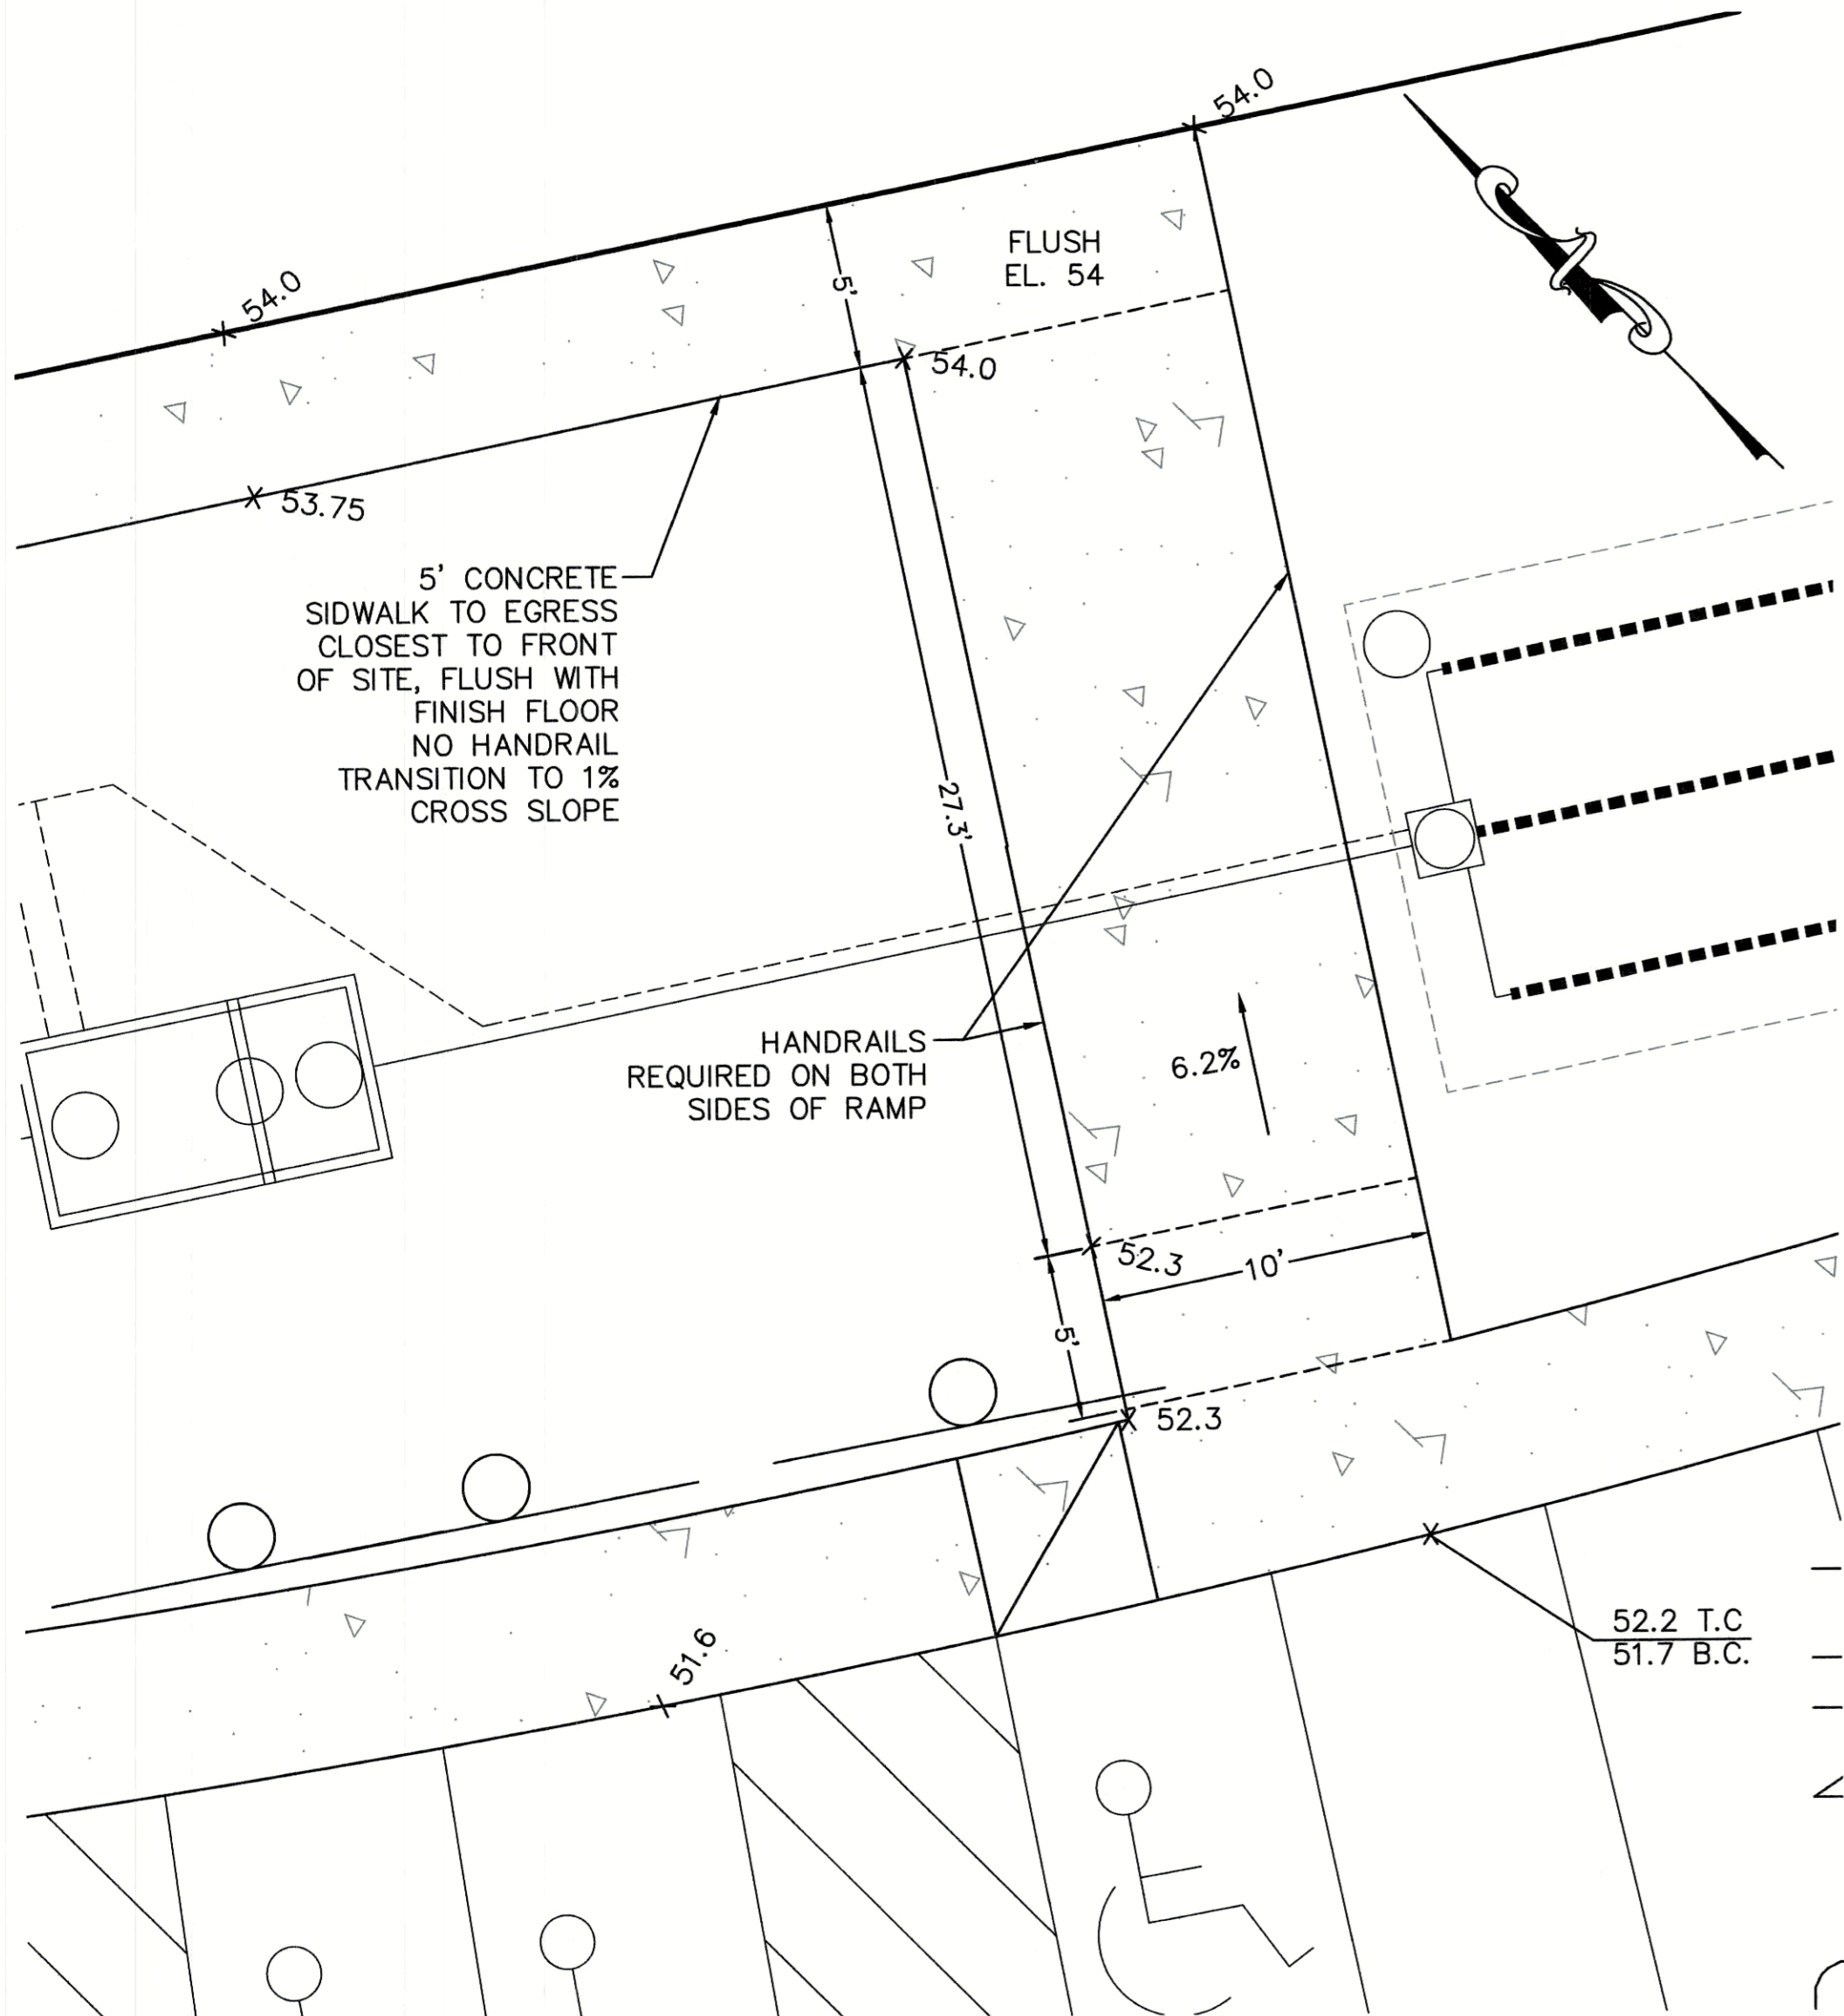 54.0
54.0
FLUSH
EL. 54
5'
54.0
53.75
5' CONCRETE
SIDWALK TO EGRESS
CLOSEST TO FRONT
OF SITE, FLUSH WITH
FINISH FLOOR
NO HANDRAIL
TRANSITION TO 1%
CROSS SLOPE
27.3'
HANDRAILS
REQUIRED ON BOTH
SIDES OF RAMP
6.2%
52.3
10'
5'
52.3
52.2 T.C
51.7 B.C.
51.6